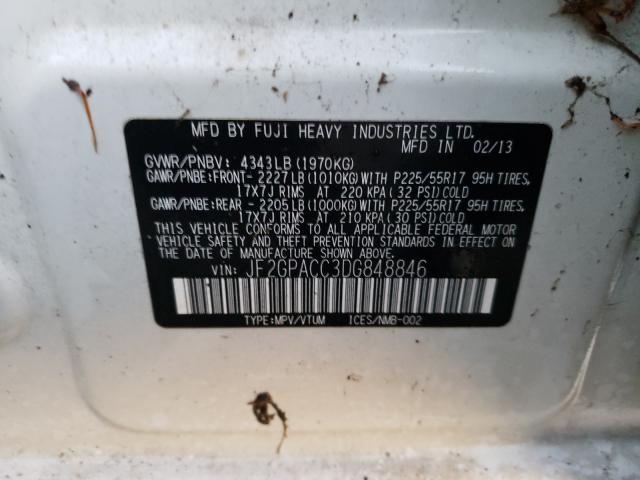 MFD BY FUJI HEAVY INDUSTRIES LTD.
MFD IN 02/13
GVWR/PNBV: 4343LB(1970KG)
GAWR/PNBE:FRONT-2227LB(1010KG)WITH P225/55R17 95H TIRES,
17X7J RIMS AT 220 KPA(32 PSI)COLD
GAWR/PNBE:REAR -2205LB(1000KG)WITH P225/55R17 95H TIRES,
17X7J RIMS AT 210 KPA(30 PSI)COLD
THIS VEHICLE CONFORMS TO ALL APPLICABLE FEDERAL MOTOR
VEHICLE SAFETY AND THEFT PREVENTION STANDARDS IN EFFECT ON
THE DATE OF MANUFACTURE SHOWN ABOVE.
VIN: JF2GPACC3DG848846
TYPE:MPV/VTUM ICES/NMB-002